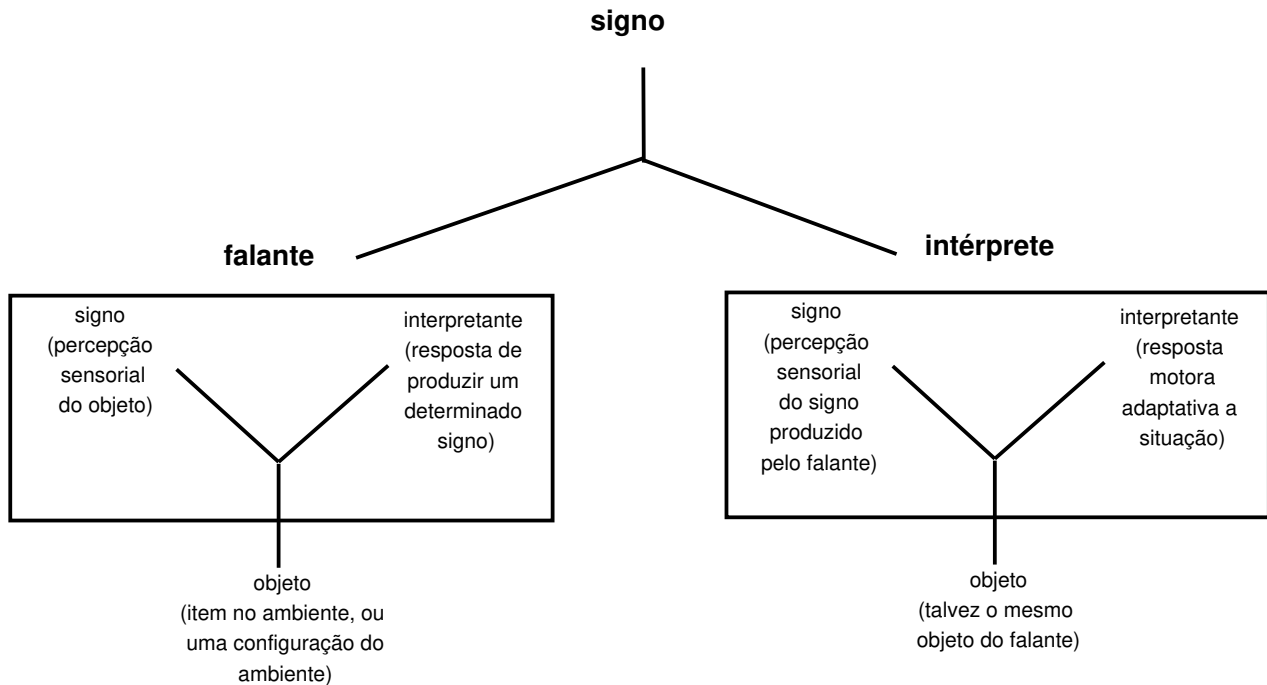 signo
falante
intérprete
signo
(percepção
sensorial
do objeto)
interpretante
(resposta de
produzir um
determinado
signo)
objeto
(item no ambiente, ou
uma configuração do
ambiente)
signo
(percepção
sensorial
do signo
produzido
pelo falante)
interpretante
(resposta
motora
adaptativa a
situação)
objeto
(talvez o mesmo
objeto do falante)